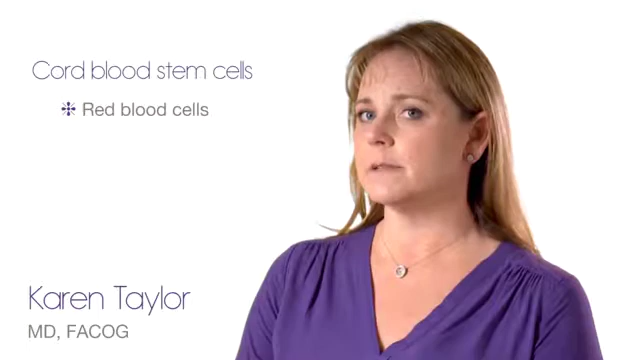 Cord blood stem cells
Red blood cells
Karen Taylor
MD, FACOG